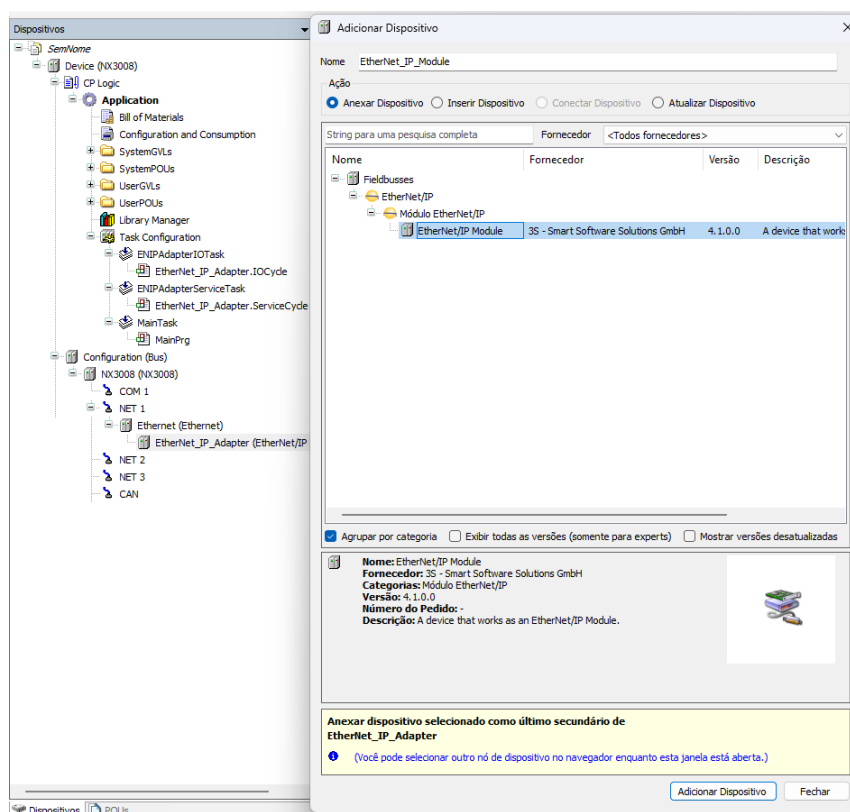 Dispositivos
SemNome
Device (NX3008)
CP Logic
Application
Bill of Materials
Configuration and Consumption
SystemGVLs
SystemPOUs
UserGVLs
UserPOUs
Library Manager
Task Configuration
ENIPAdapterIOTask
EtherNet_IP_Adapter.IOCycle
ENIPAdapterServiceTask
EtherNet_IP_Adapter.ServiceCycle
MainTask
MainPrg
Configuration (Bus)
NX3008 (NX3008)
COM 1
NET 1
Ethernet (Ethernet)
EtherNet_IP_Adapter (EtherNet/IP
NET 2
NET 3
CAN
Dispositivos POUs
Adicionar Dispositivo
Nome EtherNet_IP_Module
Ação
Anexar Dispositivo Inserir Dispositivo Conectar Dispositivo Atualizar Dispositivo
String para uma pesquisa completa Fornecedor <Todos fornecedores>
Nome Fornecedor Versão Descrição
Fieldbusses
EtherNet/IP
Módulo EtherNet/IP
EtherNet/IP Module 3S - Smart Software Solutions GmbH 4.1.0.0 A device that works
Agrupar por categoria Exibir todas as versões (somente para experts) Mostrar versões desatualizadas
Nome: EtherNet/IP Module
Fornecedor: 3S - Smart Software Solutions GmbH
Categorias: Módulo EtherNet/IP
Versão: 4.1.0.0
Número do Pedido: -
Descrição: A device that works as an EtherNet/IP Module.
Anexar dispositivo selecionado como último secundário de
EtherNet_IP_Adapter
(Você pode selecionar outro nó de dispositivo no navegador enquanto esta janela está aberta.)
Adicionar Dispositivo Fechar